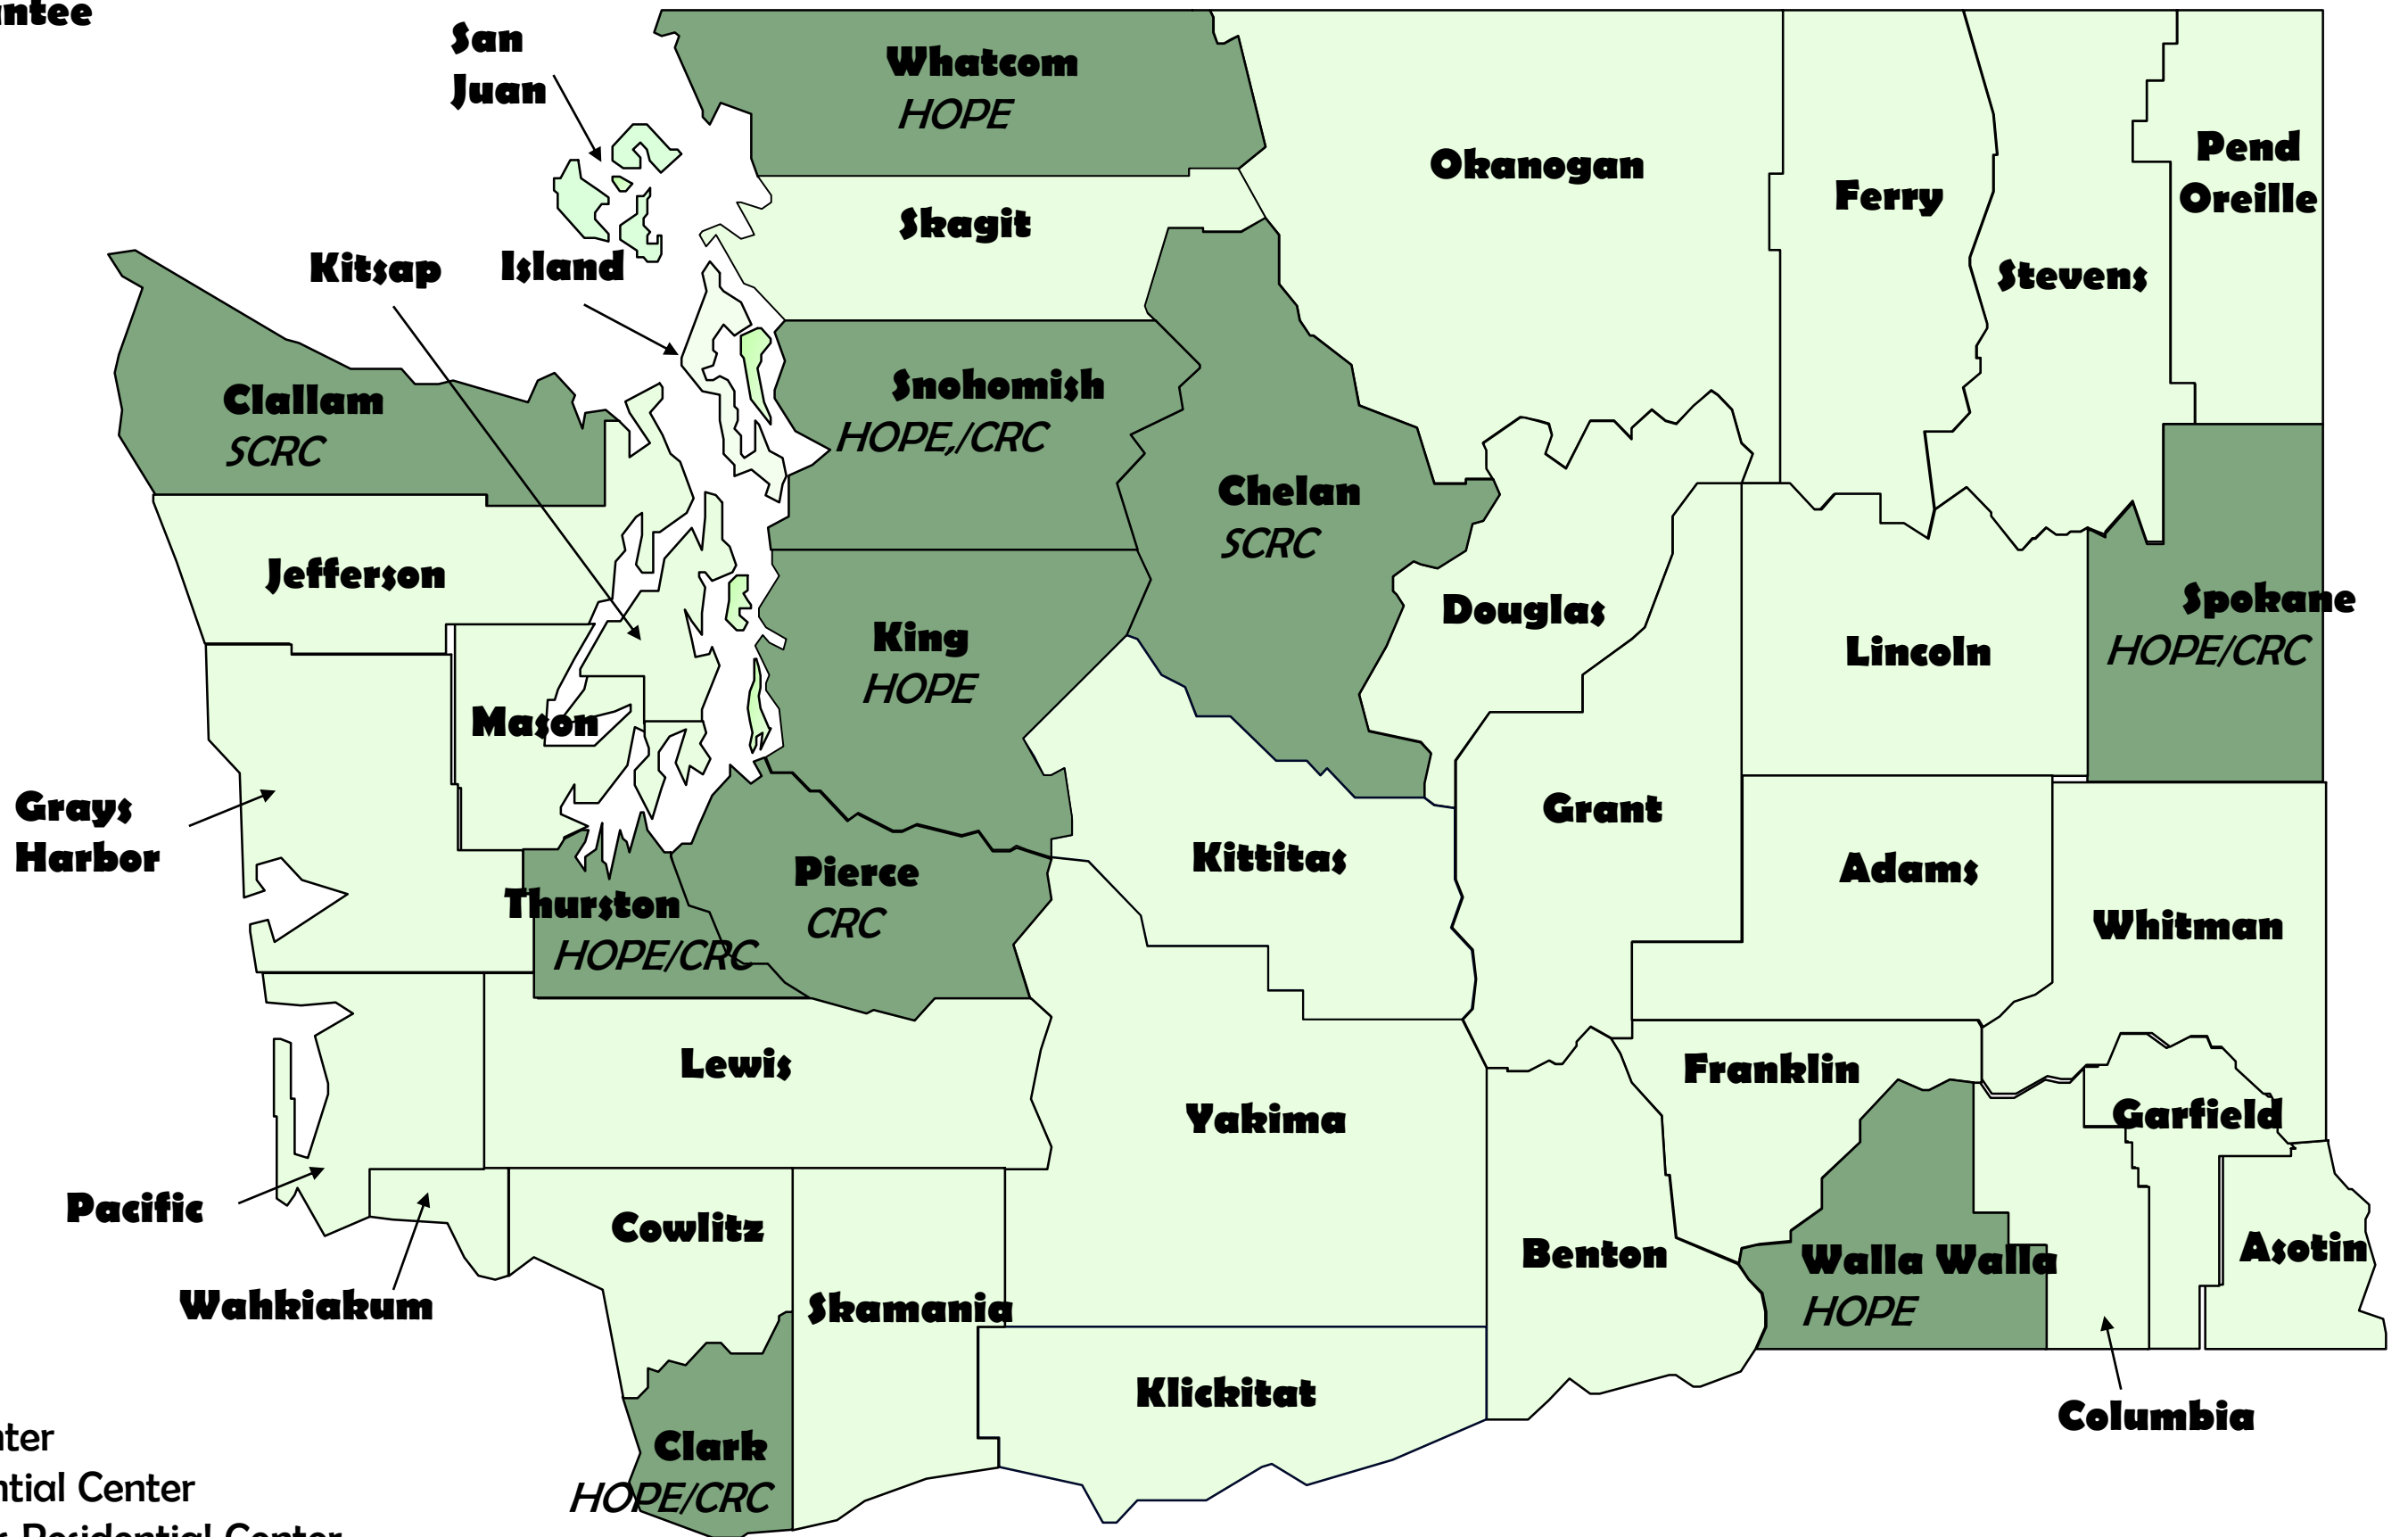 San
Juan
Whatcom
HOPE
Okanogan
Ferry
Pend
Oreille
Stevens
Skagit
Kitsap
Island
Clallam
SCRC
Snohomish
HOPE,/CRC
Chelan
SCRC
Jefferson
Douglas
Spokane
HOPE/CRC
King
HOPE
Lincoln
Mason
Grays
Harbor
Grant
Kittitas
Adams
Pierce
CRC
Thurston
HOPE/CRC
Whitman
Lewis
Franklin
Yakima
Garfield
Pacific
Cowlitz
Benton
Walla Walla
HOPE
Asotin
Wahkiakum
Skamania
Klickitat
Columbia
Clark
HOPE/CRC
Center
Residential Center